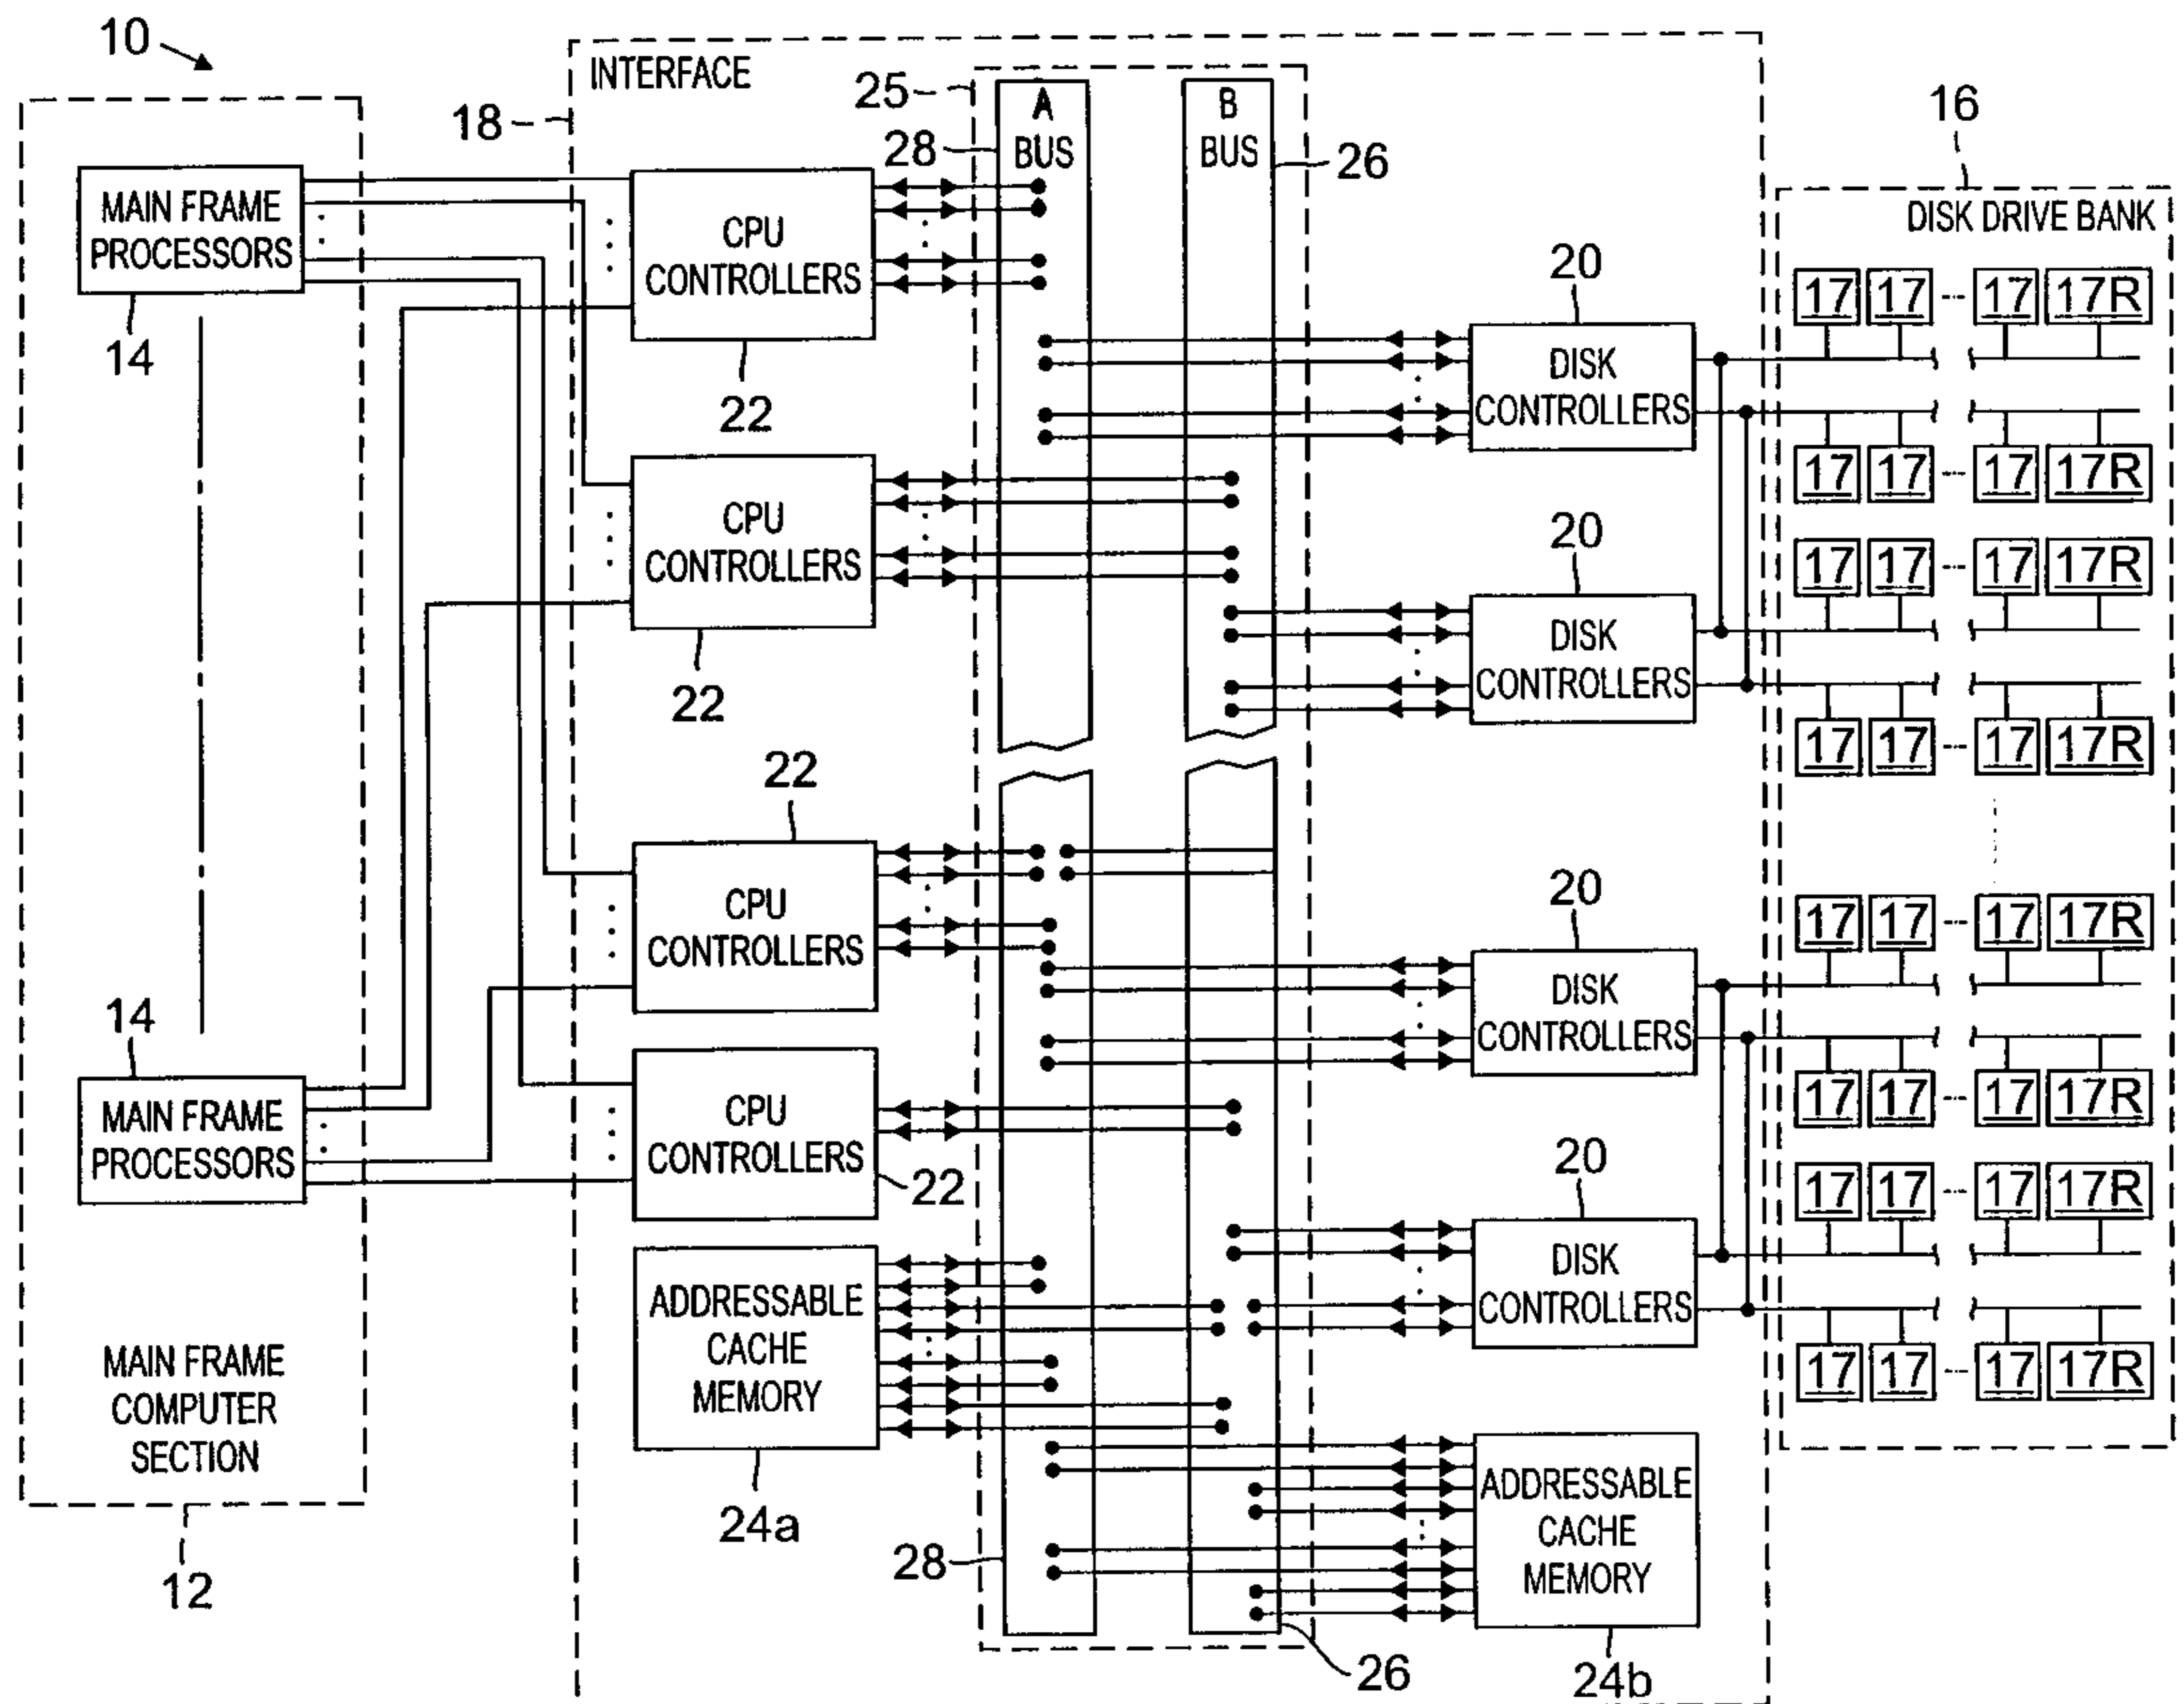 10
INTERFACE
18
25
A
BUS
28
B
BUS
26
16
DISK DRIVE BANK
MAIN FRAME
PROCESSORS
14
CPU
CONTROLLERS
22
20
DISK
CONTROLLERS
17 17 17 17R
17 17 17 17R
CPU
CONTROLLERS
22
20
DISK
CONTROLLERS
17 17 17 17R
17 17 17 17R
22
CPU
CONTROLLERS
20
DISK
CONTROLLERS
17 17 17 17R
17 17 17 17R
14
MAIN FRAME
PROCESSORS
CPU
CONTROLLERS
22
20
DISK
CONTROLLERS
17 17 17 17R
17 17 17 17R
MAIN FRAME
COMPUTER
SECTION
12
ADDRESSABLE
CACHE
MEMORY
24a
28
26
ADDRESSABLE
CACHE
MEMORY
24b